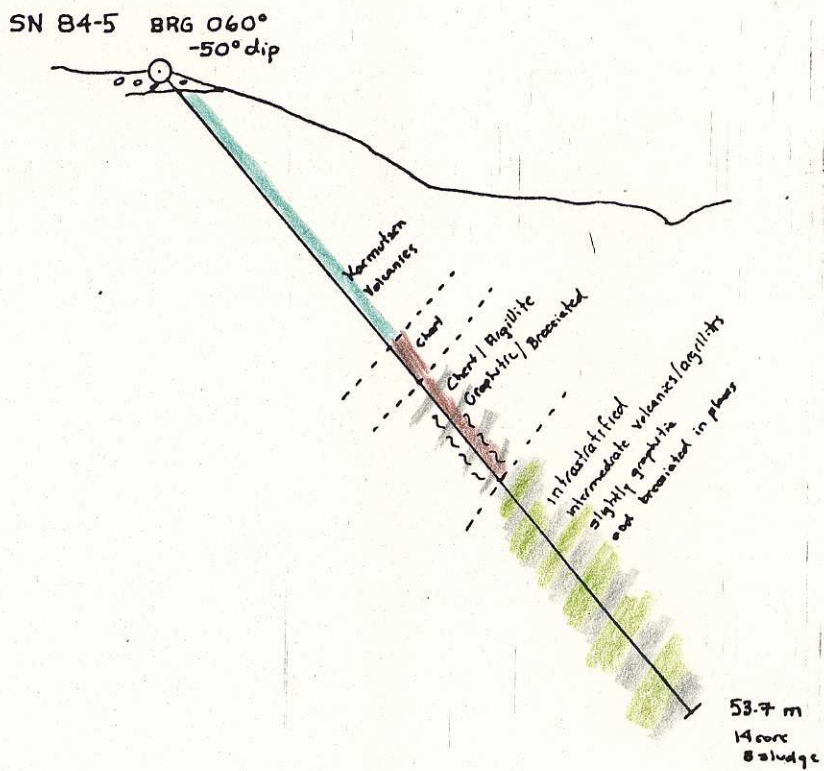 SN 84-5 BRG 060°
-50° dip
Karmutsen
Volcanics
Chert
Chert / Argillite
Graphitic / Brecciated
intrastratified
intermediate volcanics/argillites
slightly graphitic
and brecciated in places
53.7 m
14 core
8 sludge